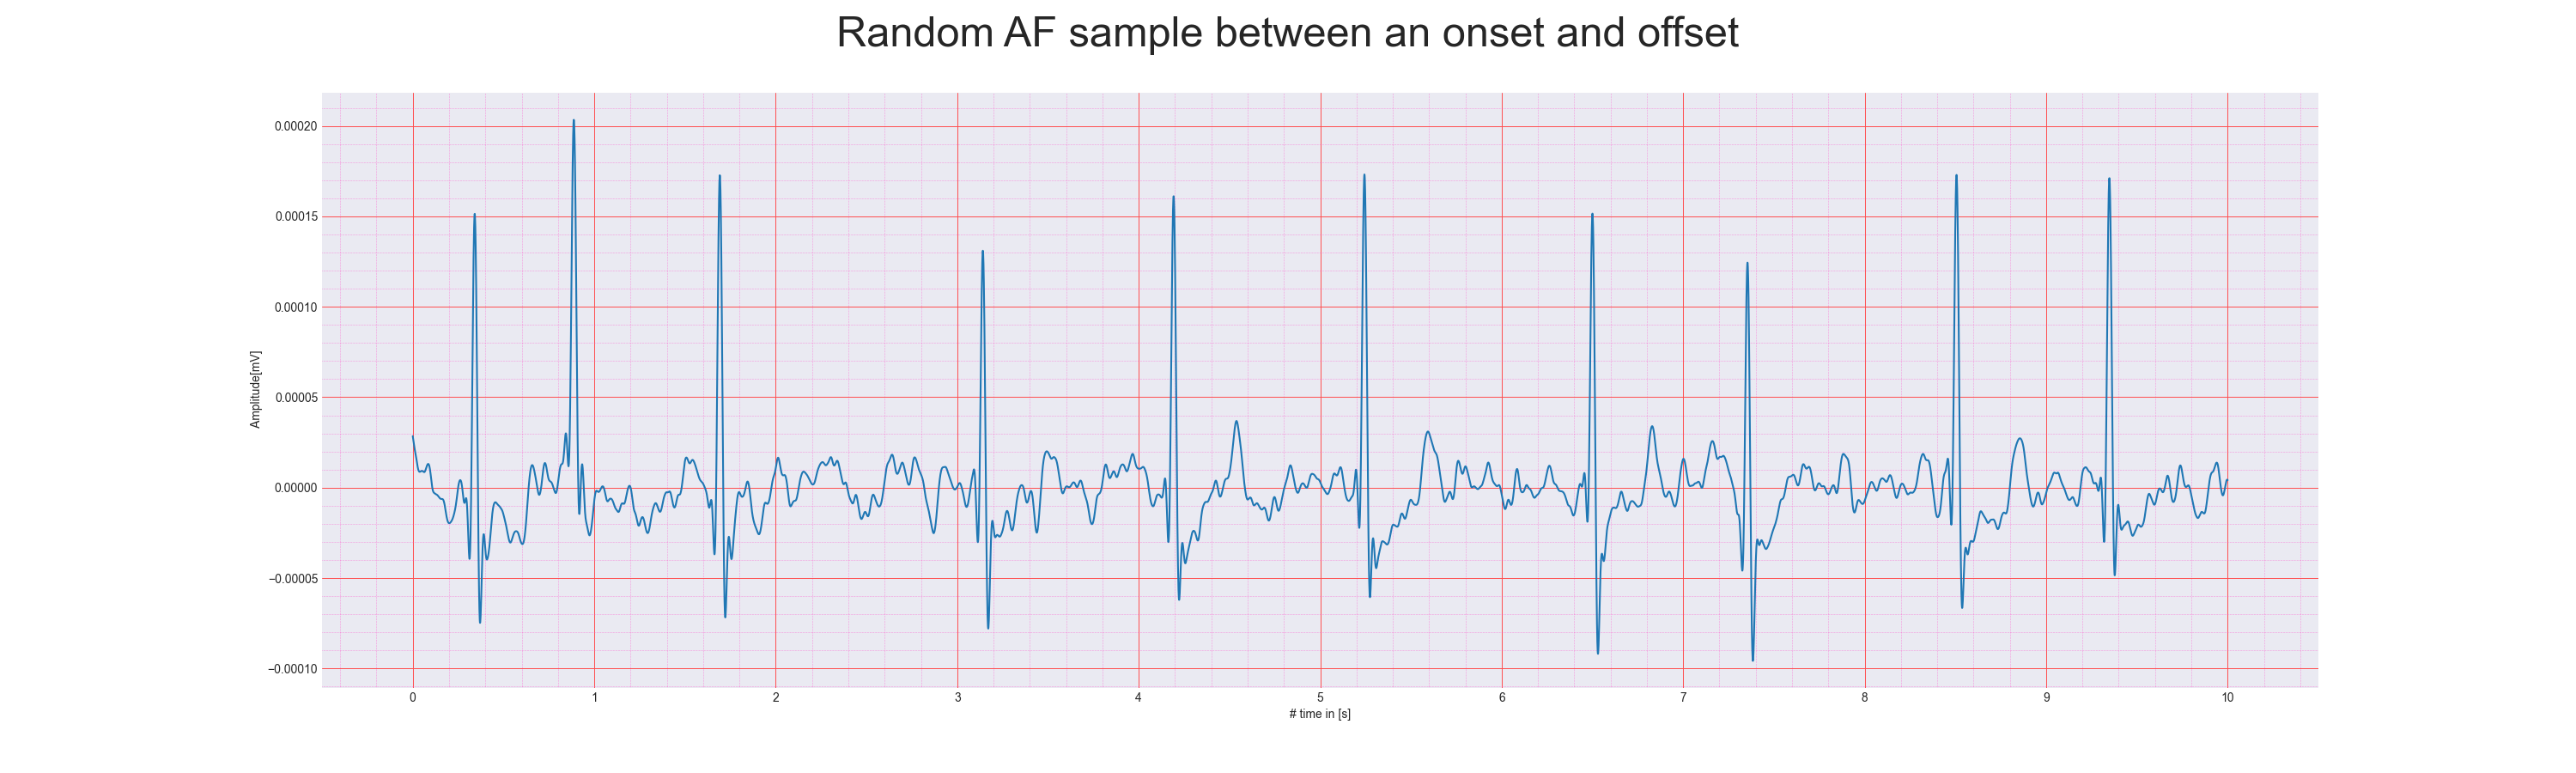 Random AF sample between an onset and offset
0.00020
0.00015
0.00010
0.00005
0.00000
−0.00005
−0.00010
Amplitude[mV]
0 1 2 3 4 5 6 7 8 9 10
# time in [s]